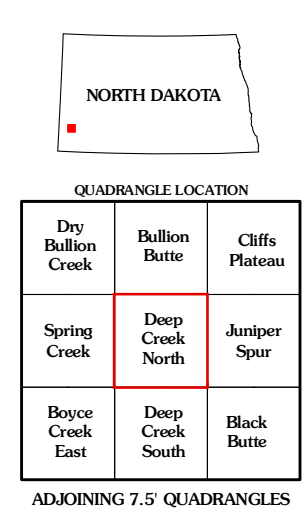 NORTH DAKOTA
QUADRANGLE LOCATION
Dry
Bullion
Creek
Bullion
Butte
Cliffs
Plateau
Spring
Creek
Deep
Creek
North
Juniper
Spur
Boyce
Creek
East
Deep
Creek
South
Black
Butte
ADJOINING 7.5' QUADRANGLES